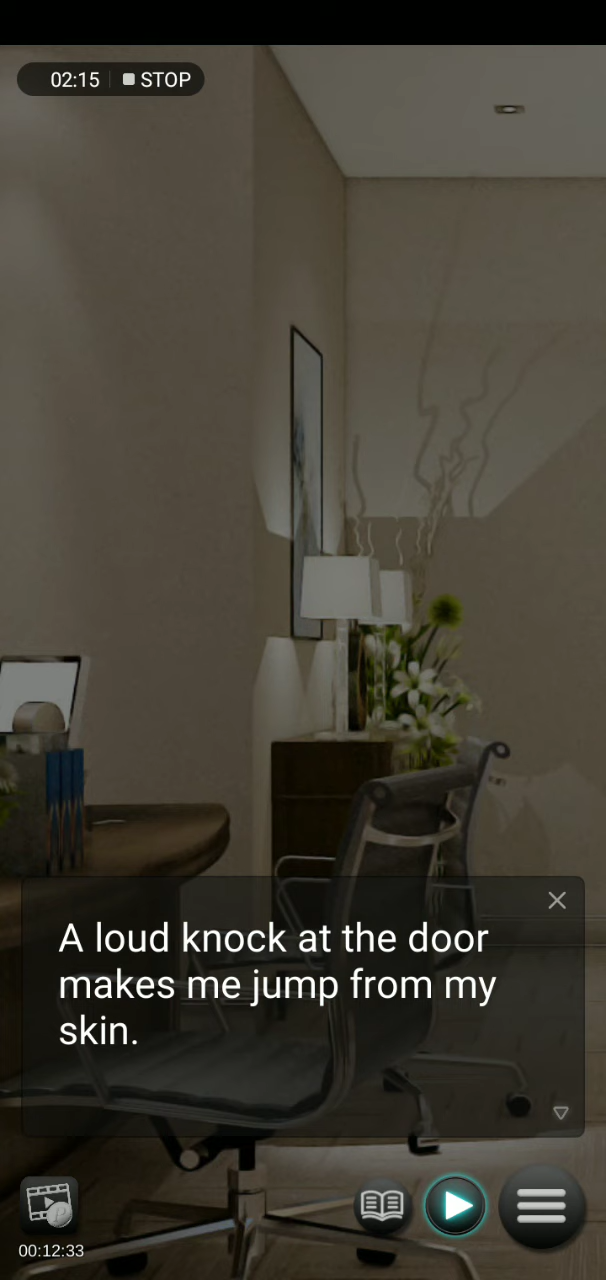 02:15 STOP
A loud knock at the door
makes me jump from my
skin.
00:12:33